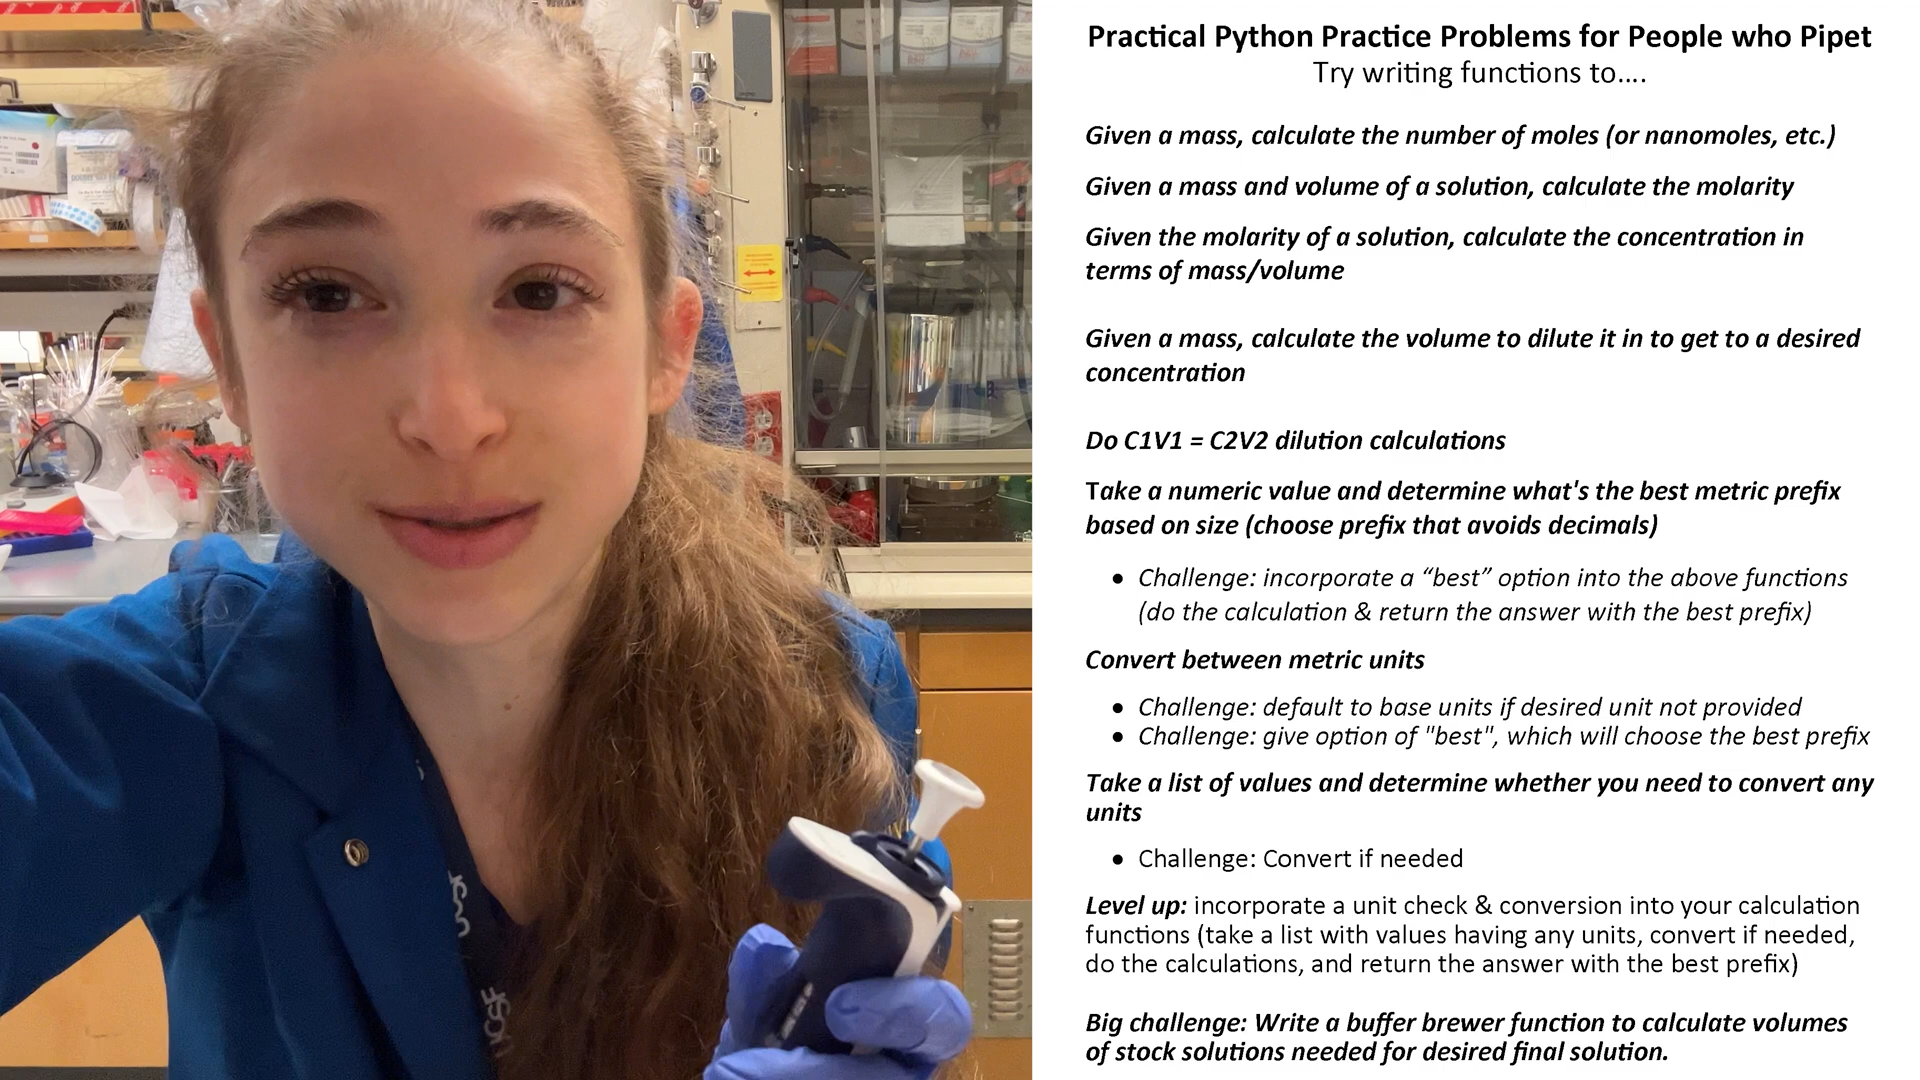 Practical Python Practice Problems for People who Pipet
Try writing functions to....
Given a mass, calculate the number of moles (or nanomoles, etc.)
Given a mass and volume of a solution, calculate the molarity
Given the molarity of a solution, calculate the concentration in
terms of mass/volume
Given a mass, calculate the volume to dilute it in to get to a desired
concentration
Do C1V1 = C2V2 dilution calculations
Take a numeric value and determine what's the best metric prefix
based on size (choose prefix that avoids decimals)
• Challenge: incorporate a “best” option into the above functions
(do the calculation & return the answer with the best prefix)
Convert between metric units
• Challenge: default to base units if desired unit not provided
• Challenge: give option of "best", which will choose the best prefix
Take a list of values and determine whether you need to convert any
units
• Challenge: Convert if needed
Level up: incorporate a unit check & conversion into your calculation
functions (take a list with values having any units, convert if needed,
do the calculations, and return the answer with the best prefix)
Big challenge: Write a buffer brewer function to calculate volumes
of stock solutions needed for desired final solution.
UCSF